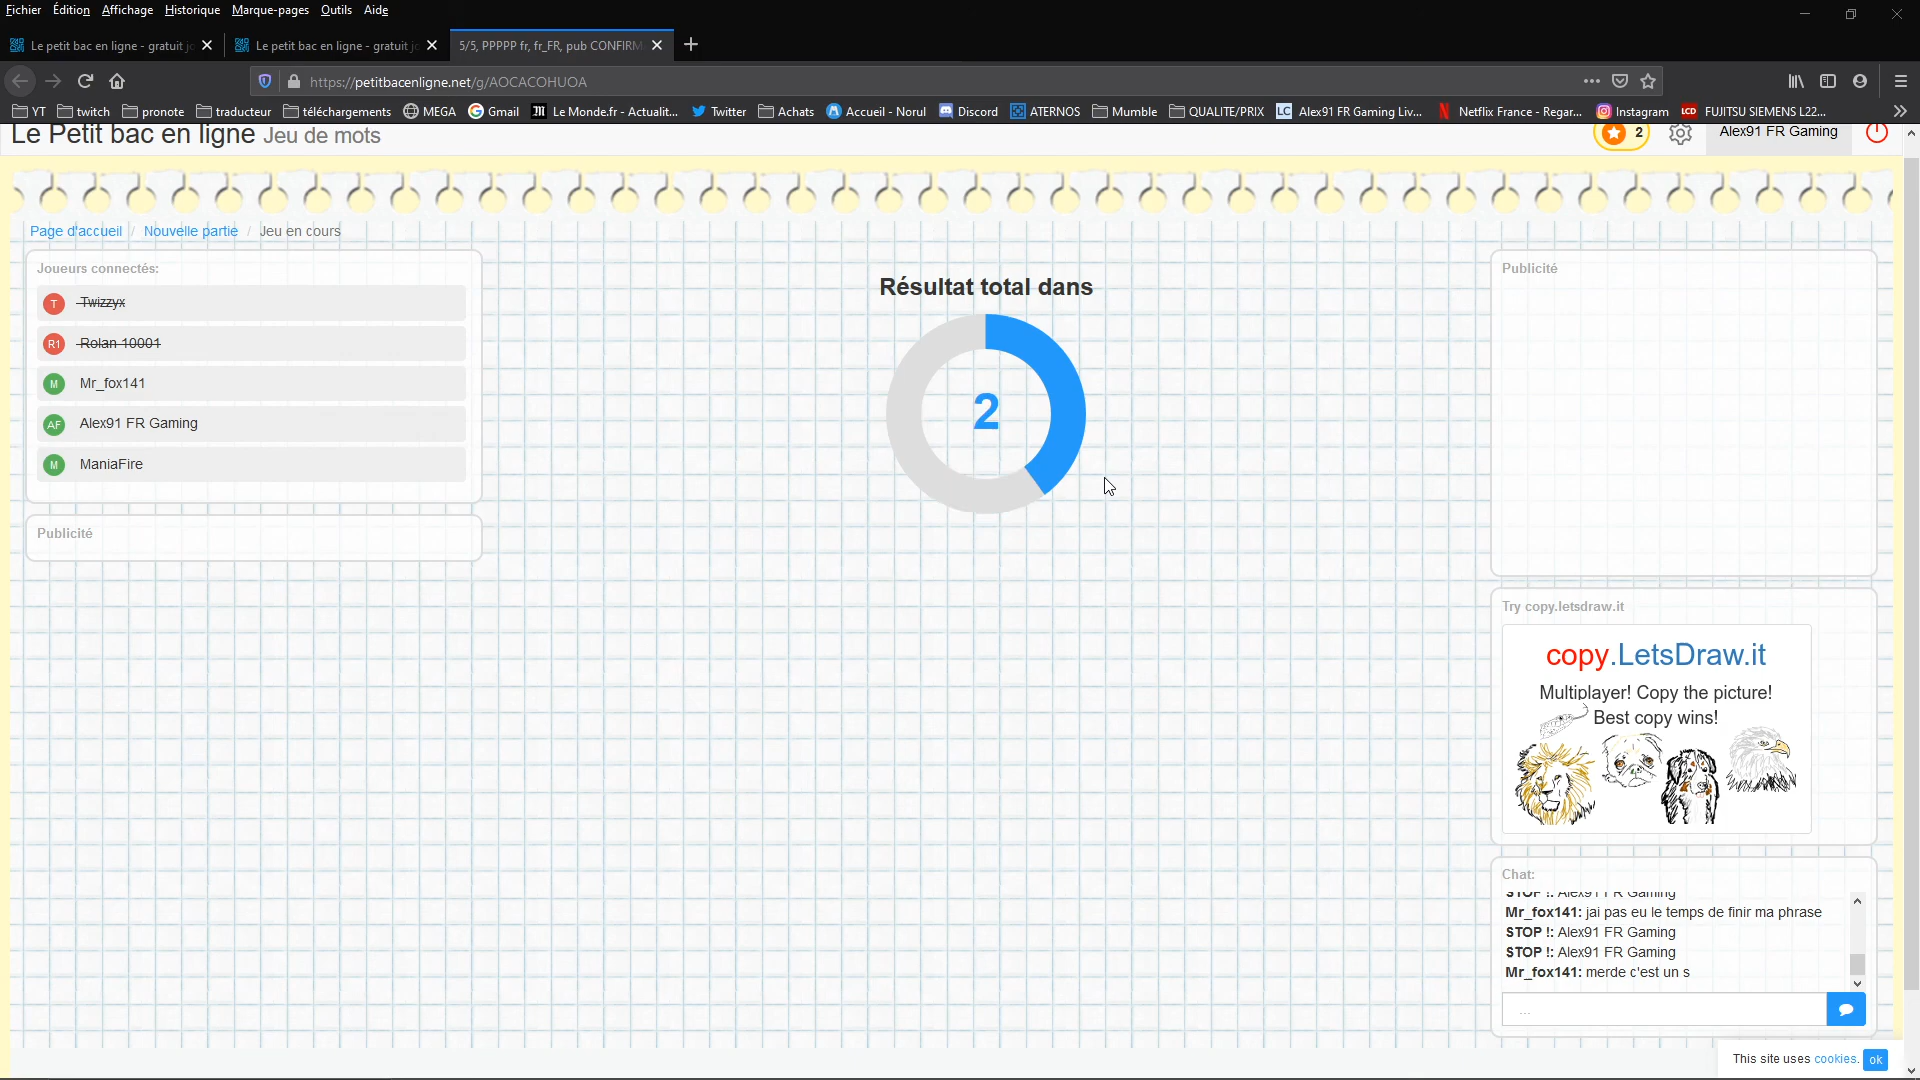 Fichier Édition Affichage Historique Marque-pages Outils Aide
Le petit bac en ligne - gratuit Le petit bac en ligne - gratuit 5/5, PPPPP fr, fr_FR, pub CONFIRM
https://petitbacenligne.net/g/AOCACOHUOA
YT twitch pronote traducteur téléchargements MEGA Gmail Le Monde.fr - Actualit... Twitter Achats Accueil - Norul Discord ATERNOS Mumble QUALITE/PRIX LC Alex91 FR Gaming Liv... Netflix France - Regar... Instagram LCD FUJITSU SIEMENS L22...
Le Petit bac en ligne Jeu de mots
2 Alex91 FR Gaming
Page d'accueil / Nouvelle partie / Jeu en cours
Joueurs connectés:
T Twizzyx
R1 Rolan 10001
M Mr_fox141
AF Alex91 FR Gaming
M ManiaFire
Publicité
Résultat total dans
2
Publicité
Try copy.letsdraw.it
copy.LetsDraw.it
Multiplayer! Copy the picture!
Best copy wins!
Chat:
STOP !: Alex91 FR Gaming
Mr_fox141: jai pas eu le temps de finir ma phrase
STOP !: Alex91 FR Gaming
STOP !: Alex91 FR Gaming
Mr_fox141: merde c'est un s
...
This site uses cookies. ok